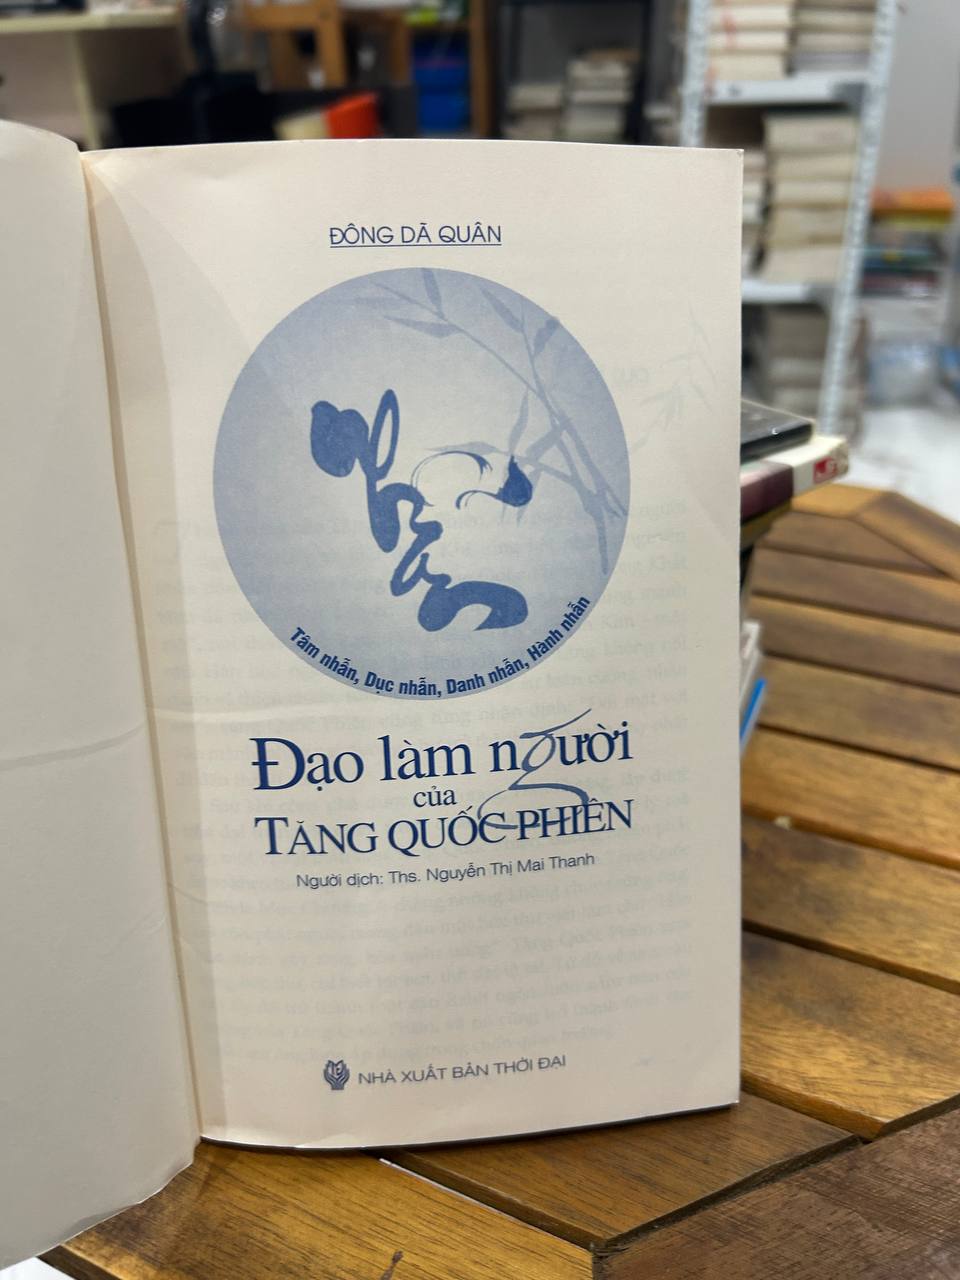 ĐÔNG DÃ QUÂN
Nhẫn
Tâm nhẫn, Dục nhẫn, Danh nhẫn, Hành nhẫn
Đạo làm người
của
TĂNG QUỐC PHIÊN
Người dịch: Ths. Nguyễn Thị Mai Thanh
NHÀ XUẤT BẢN THỜI ĐẠI